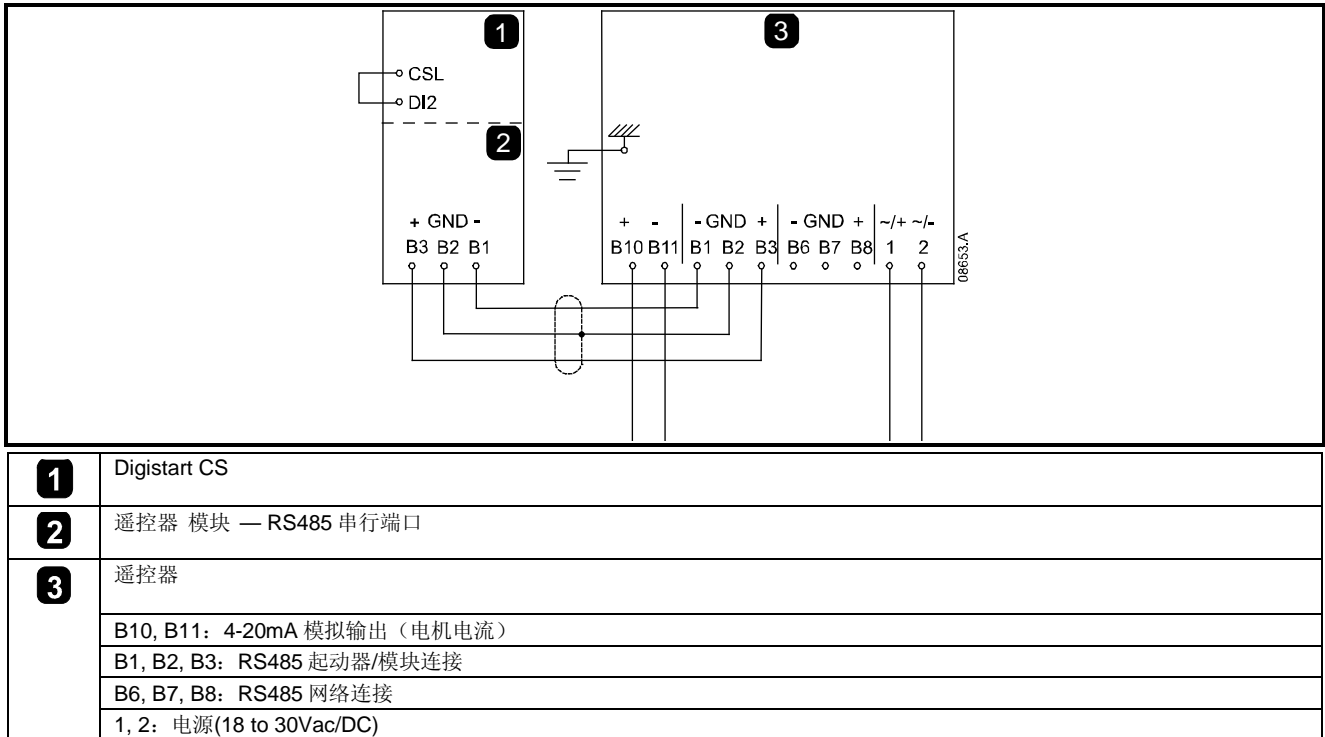 1
3
CSL
DI2
2
+ GND -
B3 B2 B1
+ - - GND + - GND + ~/+ ~/-
B10 B11 B1 B2 B3 B6 B7 B8 1 2
08653.A
1 Digistart CS
2 遥控器 模块 — RS485 串行端口
3 遥控器
B10, B11：4-20mA 模拟输出（电机电流）
B1, B2, B3：RS485 起动器/模块连接
B6, B7, B8：RS485 网络连接
1, 2：电源(18 to 30Vac/DC)